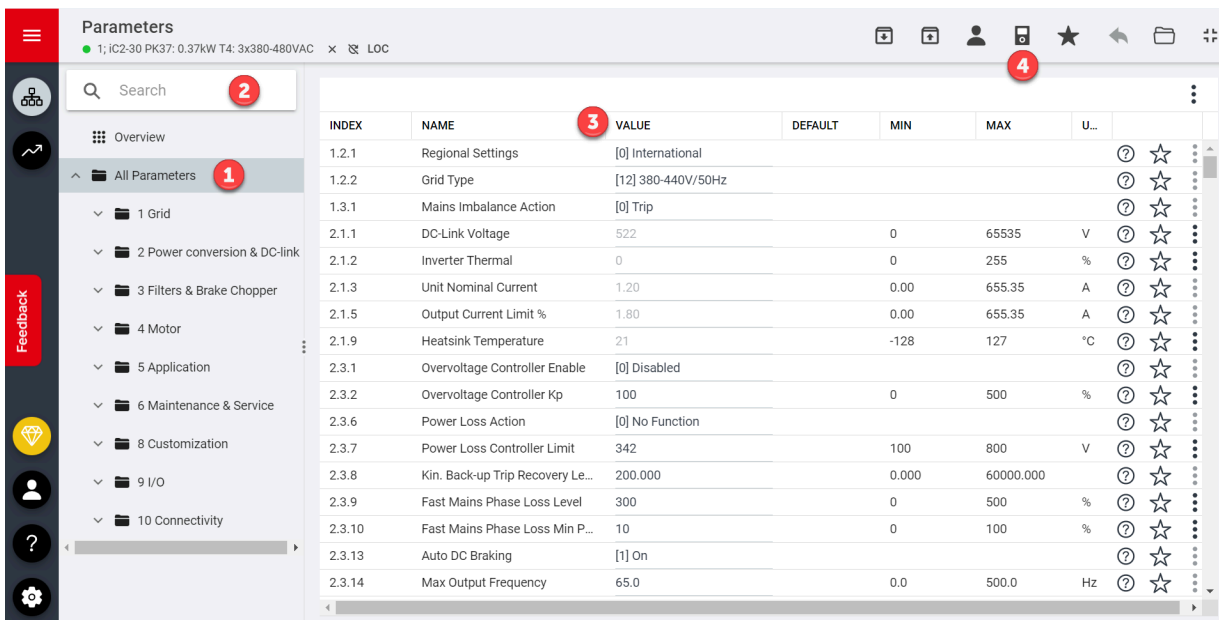 Parameters
1; iC2-30 PK37: 0.37kW T4: 3x380-480VAC LOC
4
Search 2
Overview
All Parameters 1
1 Grid
2 Power conversion & DC-link
3 Filters & Brake Chopper
4 Motor
5 Application
6 Maintenance & Service
8 Customization
9 I/O
10 Connectivity
Feedback
INDEX NAME 3 VALUE DEFAULT MIN MAX U...
1.2.1 Regional Settings [0] International
1.2.2 Grid Type [12] 380-440V/50Hz
1.3.1 Mains Imbalance Action [0] Trip
2.1.1 DC-Link Voltage 522 0 65535 V
2.1.2 Inverter Thermal 0 0 255 %
2.1.3 Unit Nominal Current 1.20 0.00 655.35 A
2.1.5 Output Current Limit % 1.80 0.00 655.35 A
2.1.9 Heatsink Temperature 21 -128 127 °C
2.3.1 Overvoltage Controller Enable [0] Disabled
2.3.2 Overvoltage Controller Kp 100 0 500 %
2.3.6 Power Loss Action [0] No Function
2.3.7 Power Loss Controller Limit 342 100 800 V
2.3.8 Kin. Back-up Trip Recovery Le... 200.000 0.000 60000.000
2.3.9 Fast Mains Phase Loss Level 300 0 500 %
2.3.10 Fast Mains Phase Loss Min P... 10 0 100 %
2.3.13 Auto DC Braking [1] On
2.3.14 Max Output Frequency 65.0 0.0 500.0 Hz